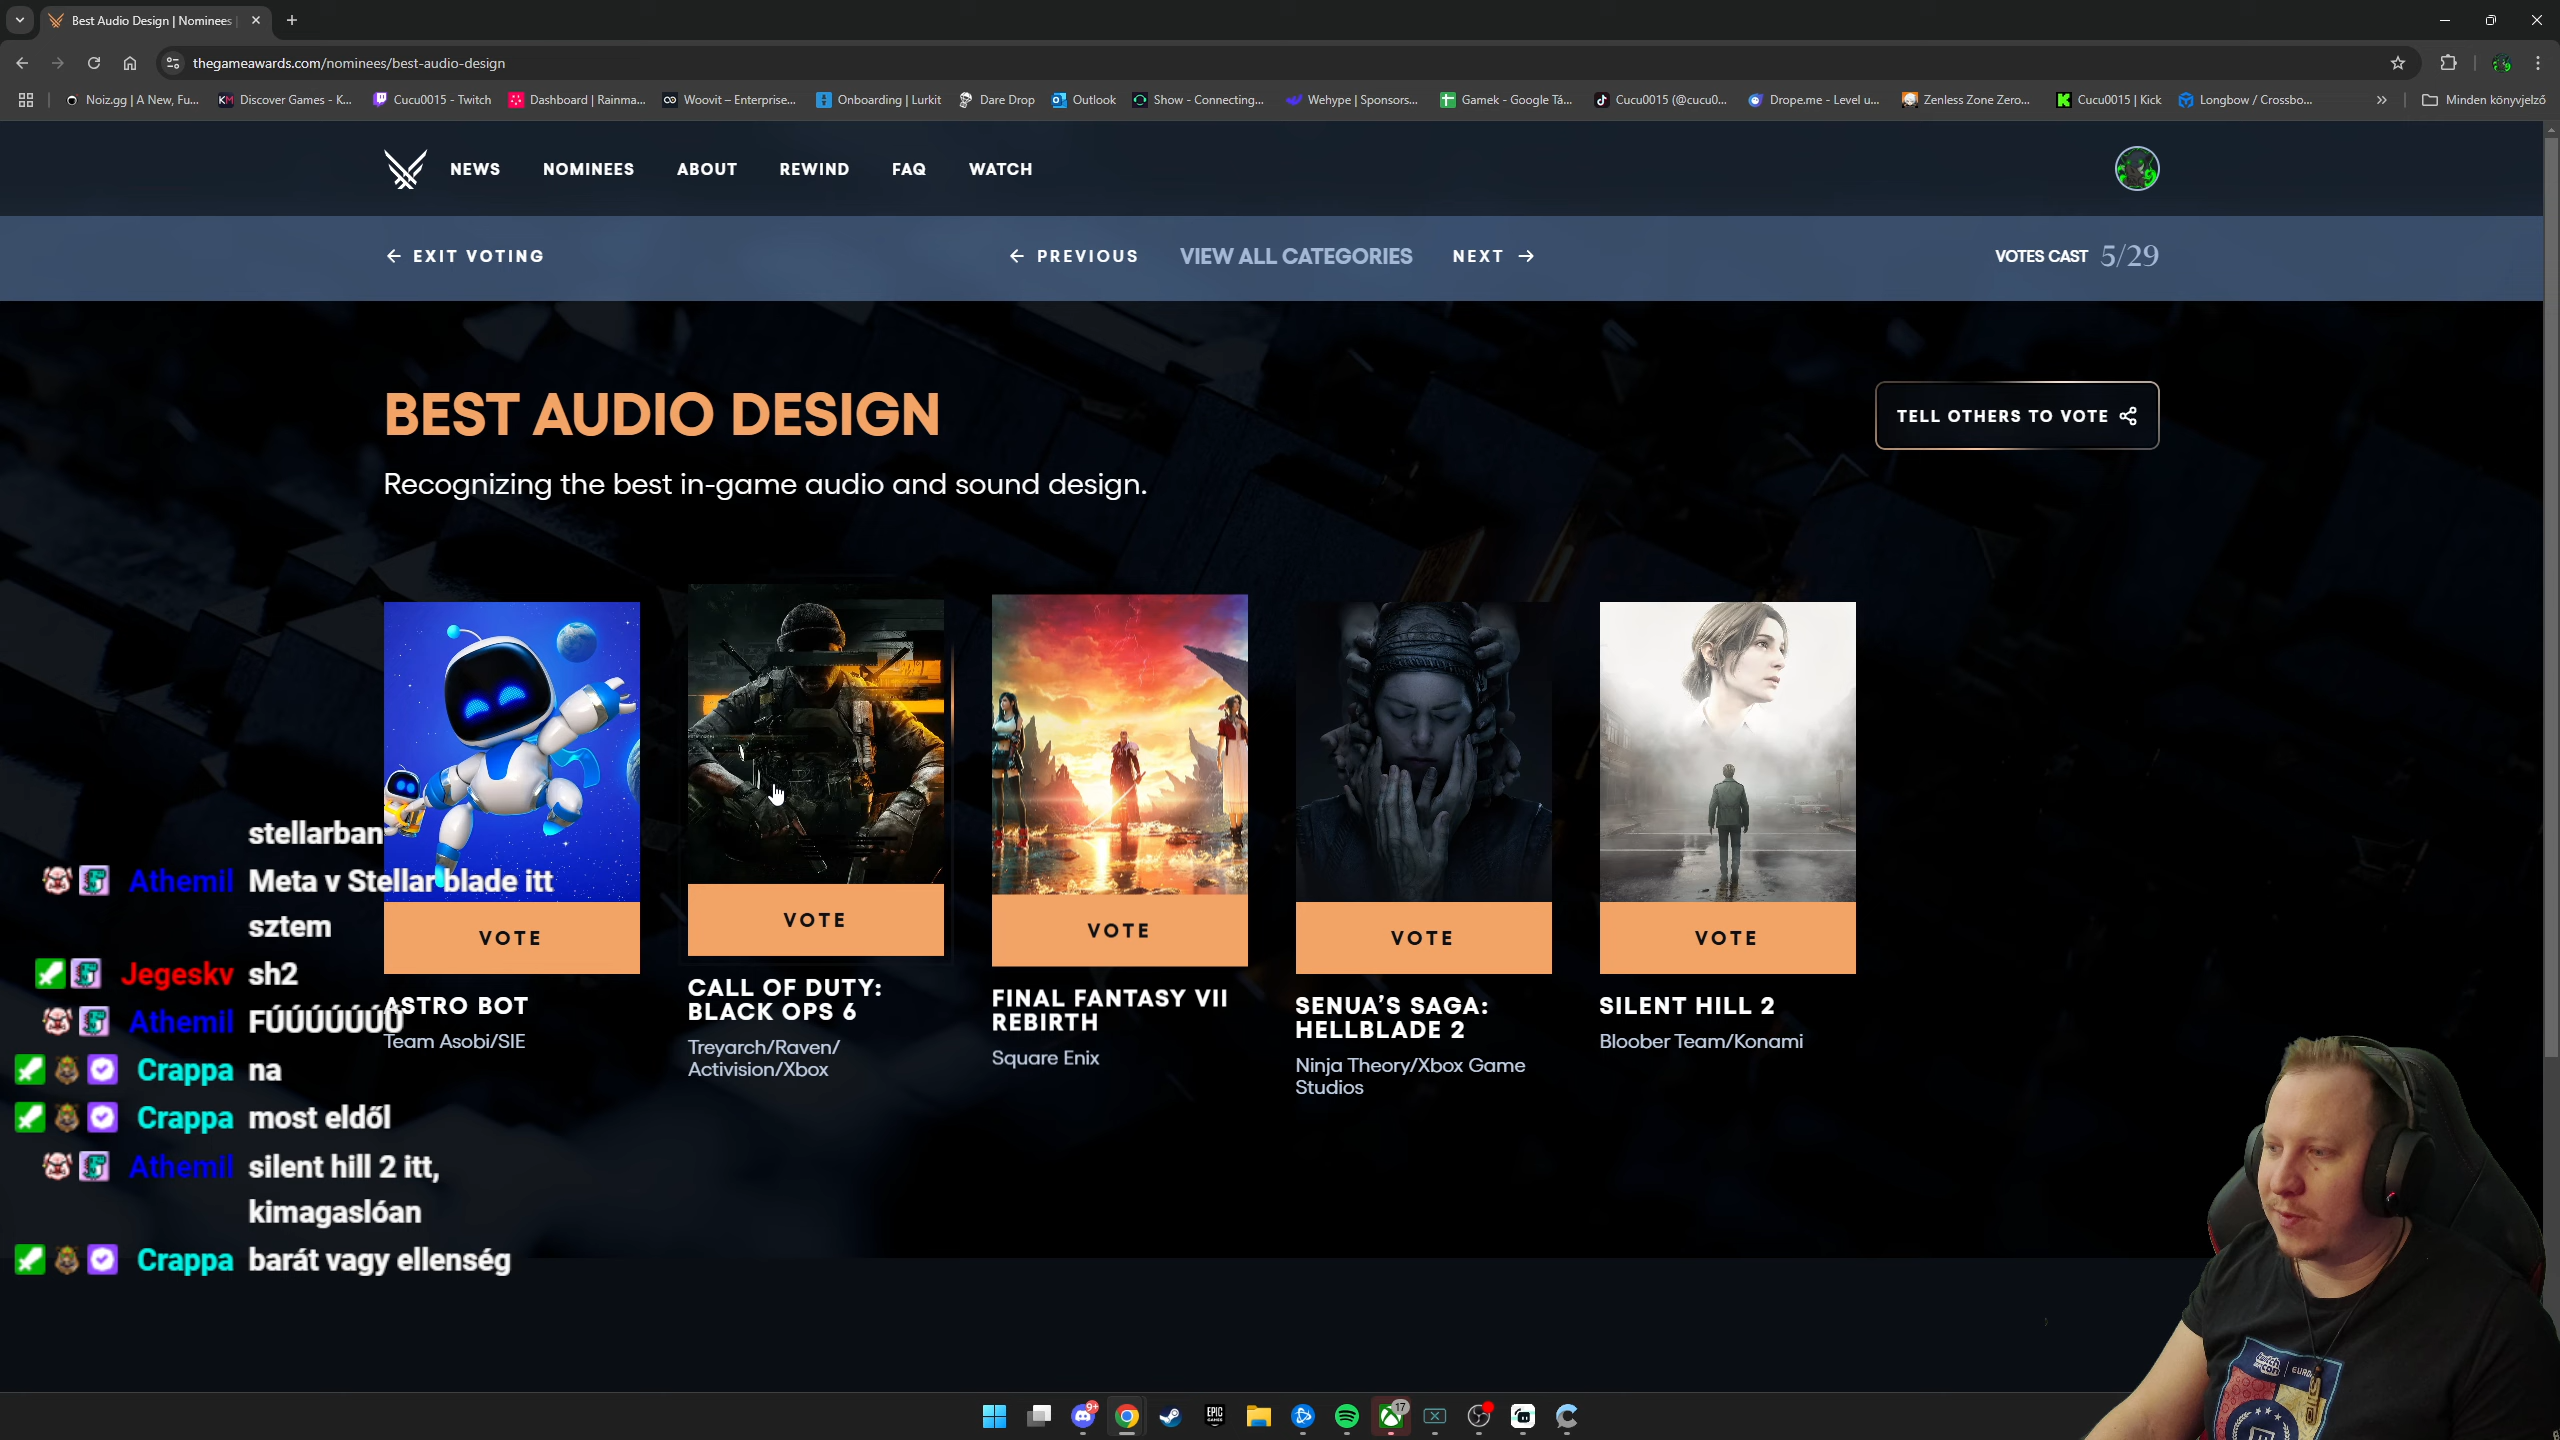 Best Audio Design | Nominees |
thegameawards.com/nominees/best-audio-design
Noiz.gg | A New, Fu...
Discover Games - K...
Cucu0015 - Twitch
Dashboard | Rainma...
Woovit – Enterprise...
Onboarding | Lurkit
Dare Drop
Outlook
Show - Connecting...
Wehype | Sponsors...
Gamek - Google Tá...
Cucu0015 (@cucu0...
Drope.me - Level u...
Zenless Zone Zero...
Cucu0015 | Kick
Longbow / Crossbo...
Minden könyvjelző
NEWS
NOMINEES
ABOUT
REWIND
FAQ
WATCH
EXIT VOTING
PREVIOUS
VIEW ALL CATEGORIES
NEXT
VOTES CAST 5/29
BEST AUDIO DESIGN
TELL OTHERS TO VOTE
Recognizing the best in-game audio and sound design.
VOTE
ASTRO BOT
Team Asobi/SIE
VOTE
CALL OF DUTY:
BLACK OPS 6
Treyarch/Raven/
Activision/Xbox
VOTE
FINAL FANTASY VII
REBIRTH
Square Enix
VOTE
SENUA’S SAGA:
HELLBLADE 2
Ninja Theory/Xbox Game
Studios
VOTE
SILENT HILL 2
Bloober Team/Konami
stellarban
Athemil Meta v Stellar blade itt
sztem
Jegeskv sh2
Athemil FÚÚÚÚÚÚÚ
Crappa na
Crappa most eldől
Athemil silent hill 2 itt,
kimagaslóan
Crappa barát vagy ellenség
9+
EPIC
17